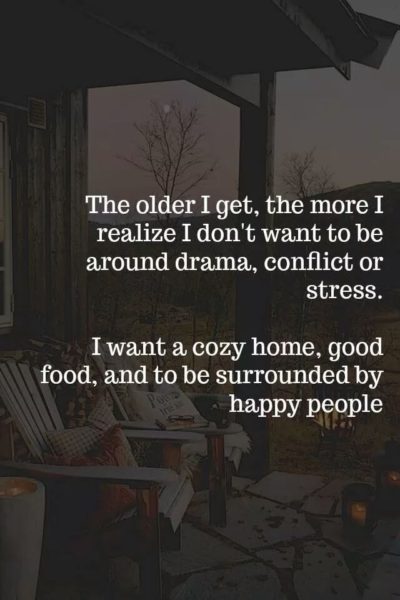 The older I get, the more I
realize I don't want to be
around drama, conflict or
stress.
I want a cozy home, good
food, and to be surrounded by
happy people